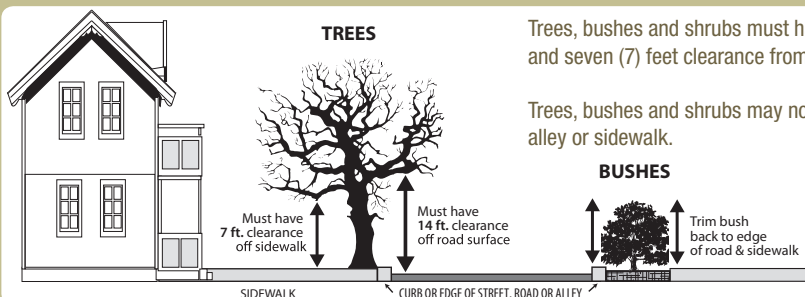 TREES
Trees, bushes and shrubs must h
and seven (7) feet clearance from
Trees, bushes and shrubs may no
alley or sidewalk.
BUSHES
Must have
7 ft. clearance
off sidewalk
Must have
14 ft. clearance
off road surface
Trim bush
back to edge
of road & sidewalk
SIDEWALK
CURB OR EDGE OF STREET, ROAD OR ALLEY